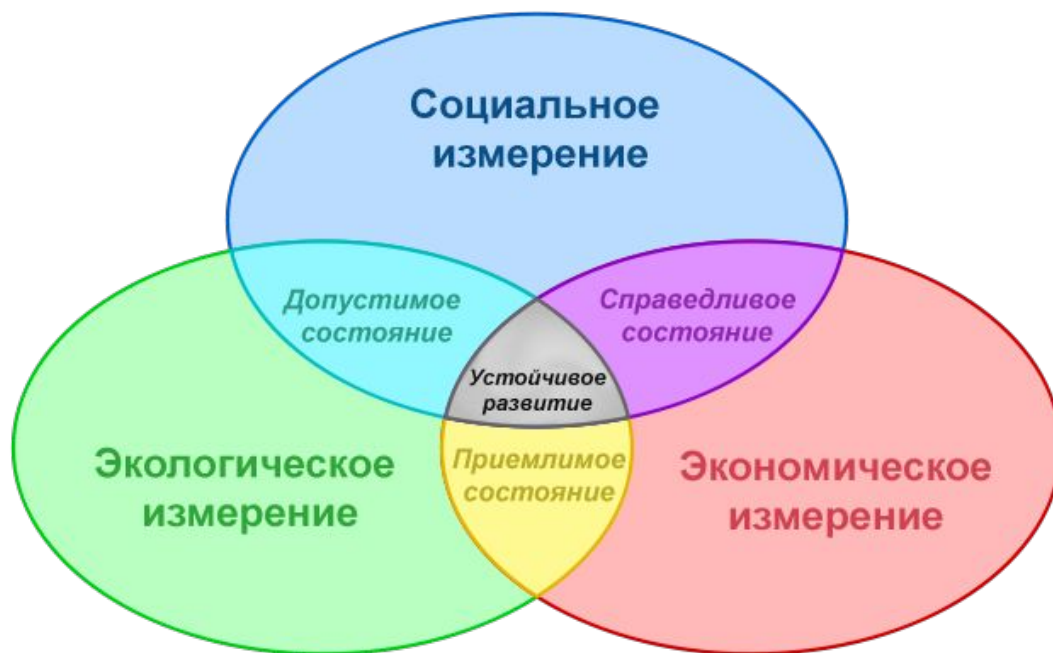 Социальное
измерение
Допустимое
состояние
Справедливое
состояние
Устойчивое
развитие
Экологическое
измерение
Приемлимое
состояние
Экономическое
измерение